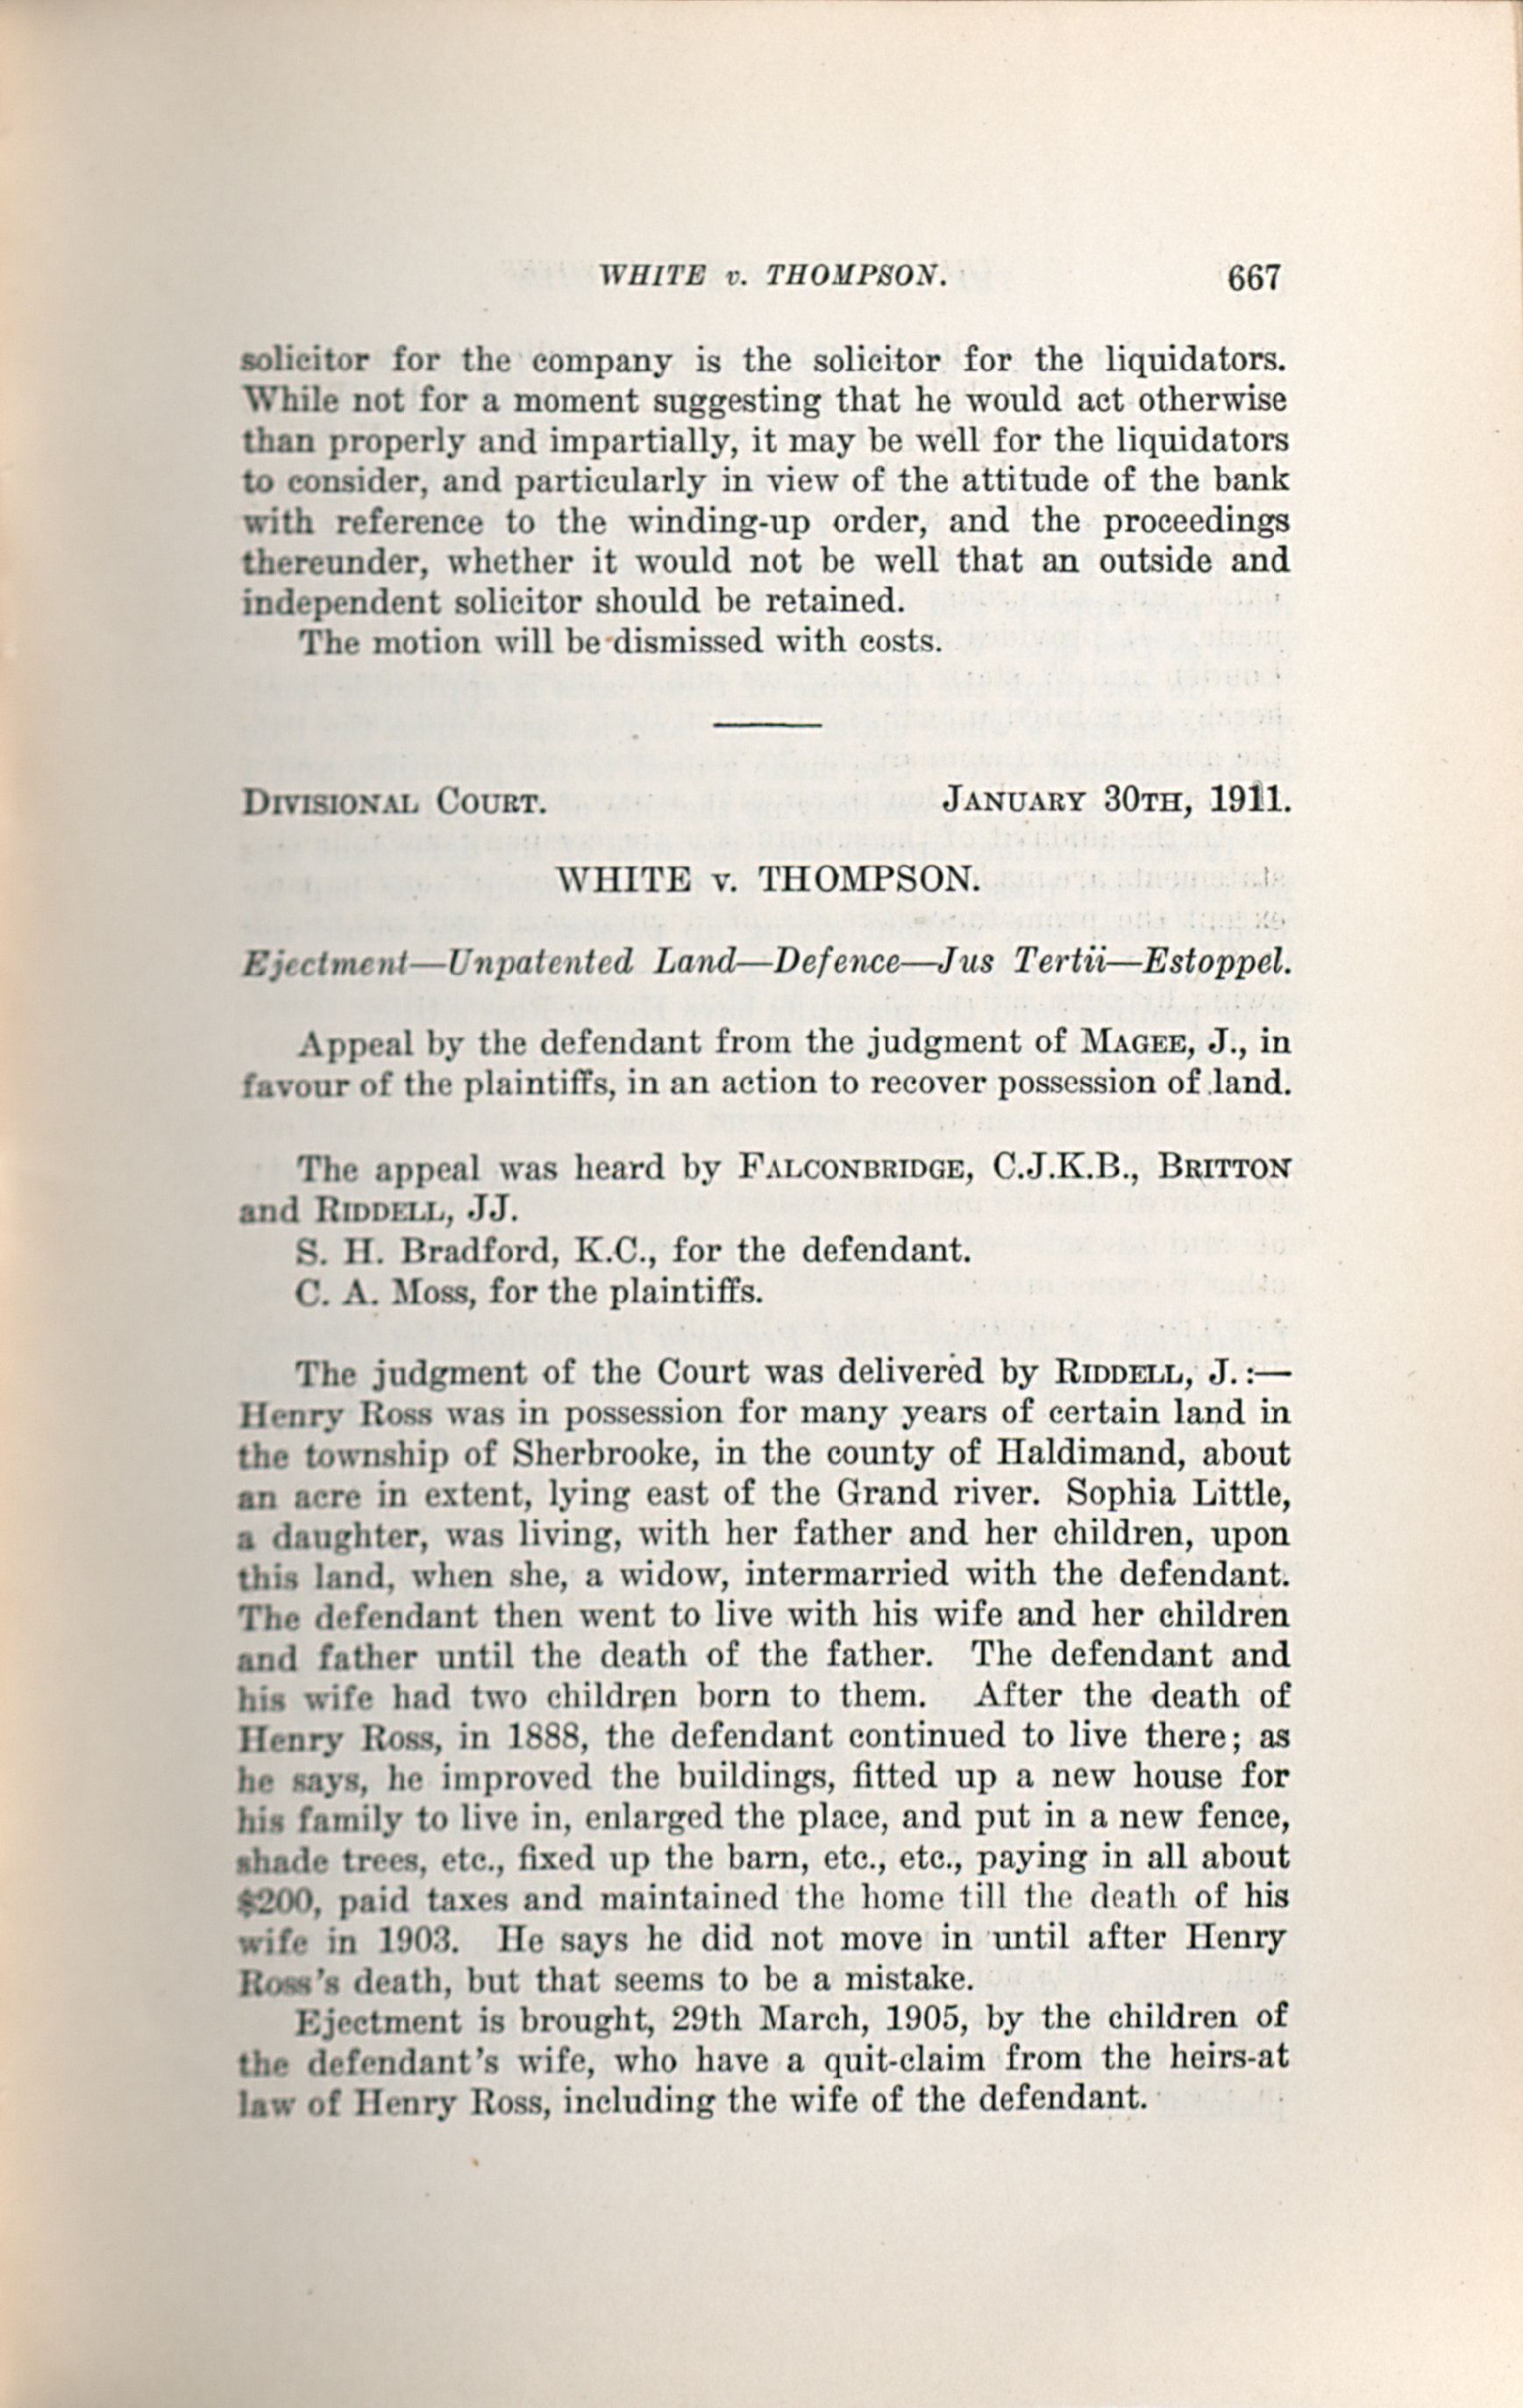 WHITE v. THOMPSON. 667
solicitor for the company is the solicitor for the liquidators.
While not for a moment suggesting that he would act otherwise
than properly and impartially, it may be well for the liquidators
to consider, and particularly in view of the attitude of the bank
with reference to the winding-up order, and the proceedings
thereunder, whether it would not be well that an outside and
independent solicitor should be retained.
The motion will be dismissed with costs.
DIVISIONAL COURT. JANUARY 30TH, 1911.
WHITE v. THOMPSON.
Ejectment—Unpatented Land—Defence—Jus Tertii—Estoppel.
Appeal by the defendant from the judgment of MAGEE, J., in
favour of the plaintiffs, in an action to recover possession of land.
The appeal was heard by FALCONBRIDGE, C.J.K.B., BRITTON
and RIDDELL, JJ.
S. H. Bradford, K.C., for the defendant.
C. A. Moss, for the plaintiffs.
The judgment of the Court was delivered by RIDDELL, J.:—
Henry Ross was in possession for many years of certain land in
the township of Sherbrooke, in the county of Haldimand, about
an acre in extent, lying east of the Grand river. Sophia Little,
a daughter, was living, with her father and her children, upon
this land, when she, a widow, intermarried with the defendant.
The defendant then went to live with his wife and her children
and father until the death of the father. The defendant and
his wife had two children born to them. After the death of
Henry Ross, in 1888, the defendant continued to live there; as
he says, he improved the buildings, fitted up a new house for
his family to live in, enlarged the place, and put in a new fence,
shade trees, etc., fixed up the barn, etc., etc., paying in all about
$200, paid taxes and maintained the home till the death of his
wife in 1903. He says he did not move in until after Henry
Ross's death, but that seems to be a mistake.
Ejectment is brought, 29th March, 1905, by the children of
the defendant's wife, who have a quit-claim from the heirs-at
law of Henry Ross, including the wife of the defendant.